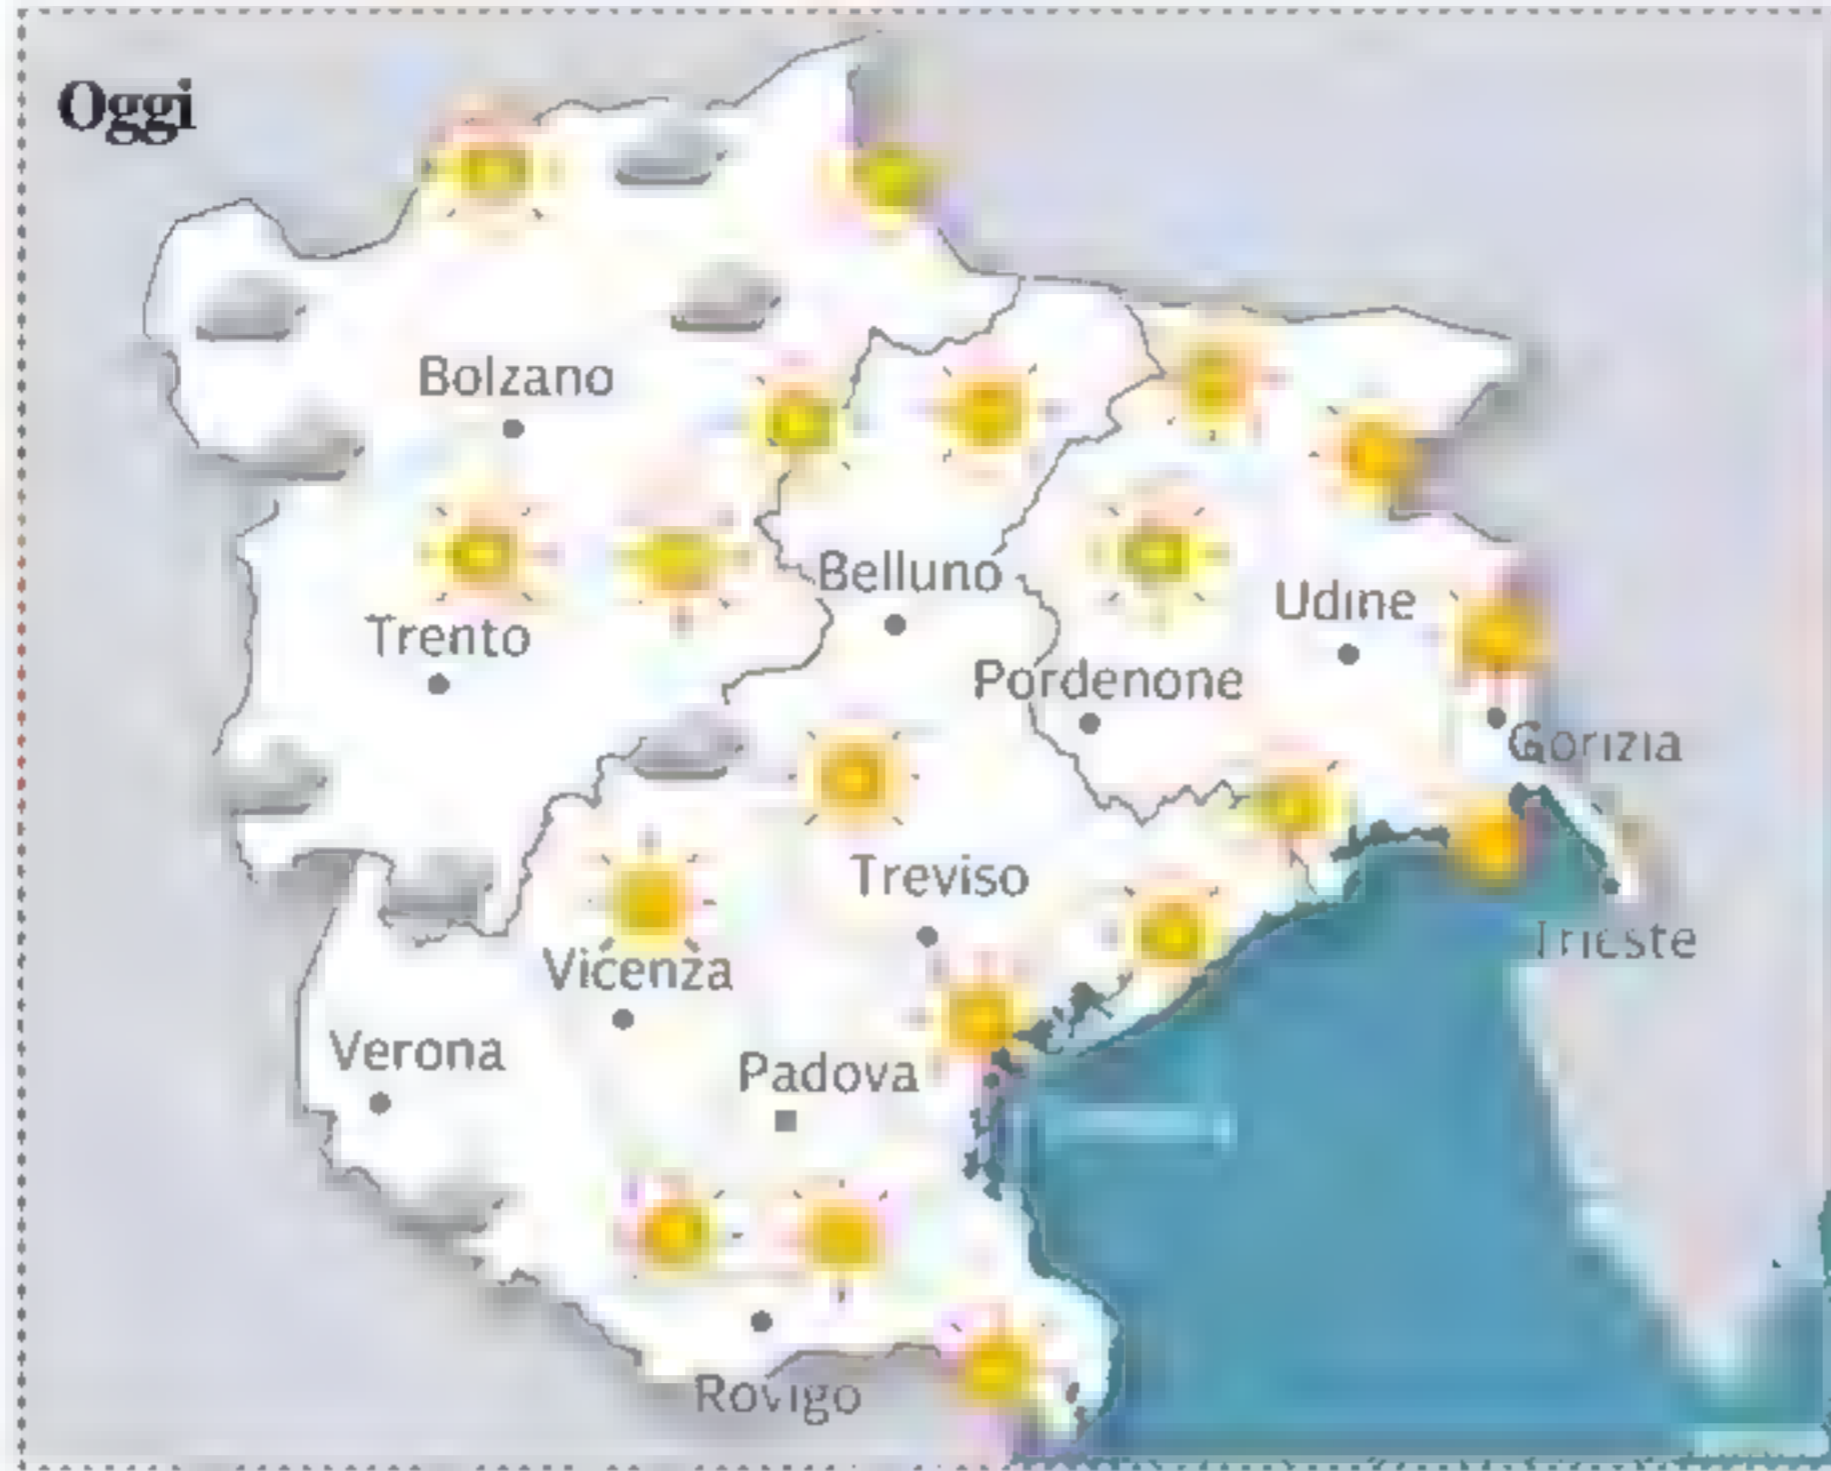 Oggi
Bolzano
Belluno
Udine
Trento
Pordenone
Gorizia
Treviso
Trieste
Vicenza
Verona
Padova
Rovigo